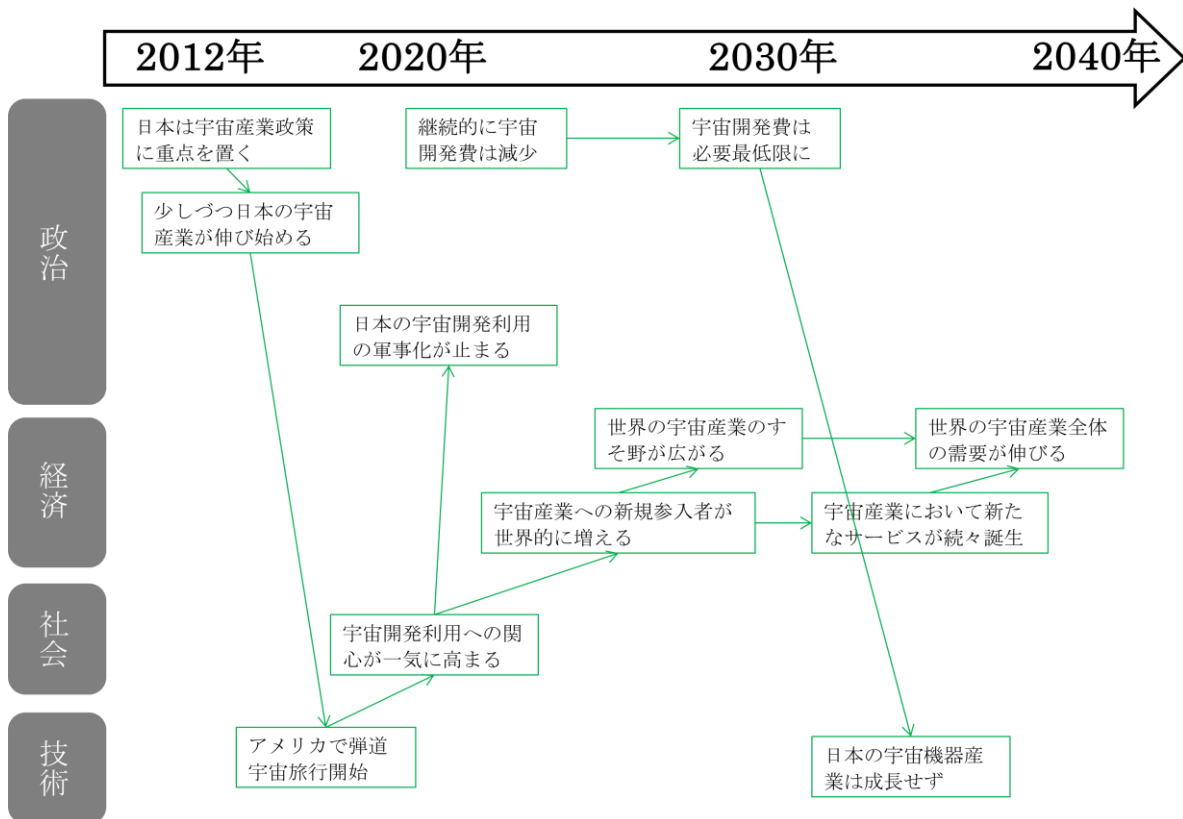 2012年
2020年
2030年
2040年
政治
日本は宇宙産業政策
に重点を置く
継続的に宇宙
開発費は減少
宇宙開発費は
必要最低限に
少しづつ日本の宇宙
産業が伸び始める
日本の宇宙開発利用
の軍事化が止まる
経済
世界の宇宙産業のす
そ野が広がる
世界の宇宙産業全体
の需要が伸びる
宇宙産業への新規参入者が
世界的に増える
宇宙産業において新た
なサービスが続々誕生
社会
宇宙開発利用への関
心が一気に高まる
技術
アメリカで弾道
宇宙旅行開始
日本の宇宙機器産
業は成長せず